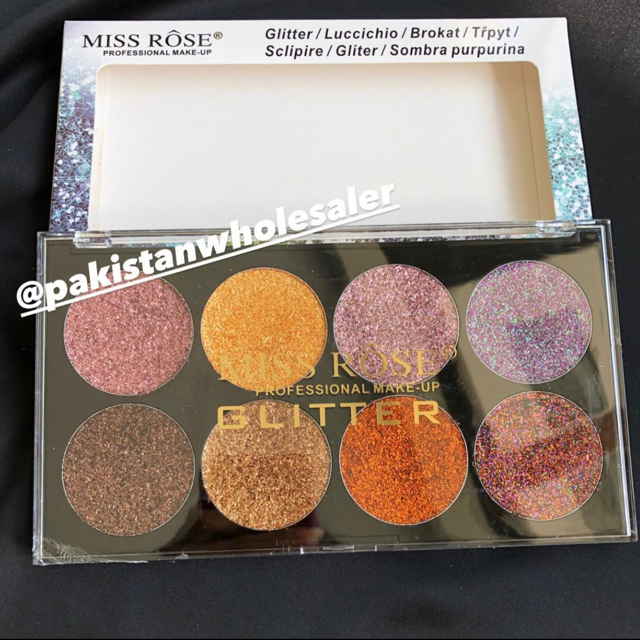 MISS RÔSE®
PROFESSIONAL MAKE-UP
Glitter / Luccichio / Brokat / Třpyt /
Sclipire / Gliter / Sombra purpurina
@pakistanwholesaler
MISS RÔSE®
PROFESSIONAL MAKE-UP
GLITTER